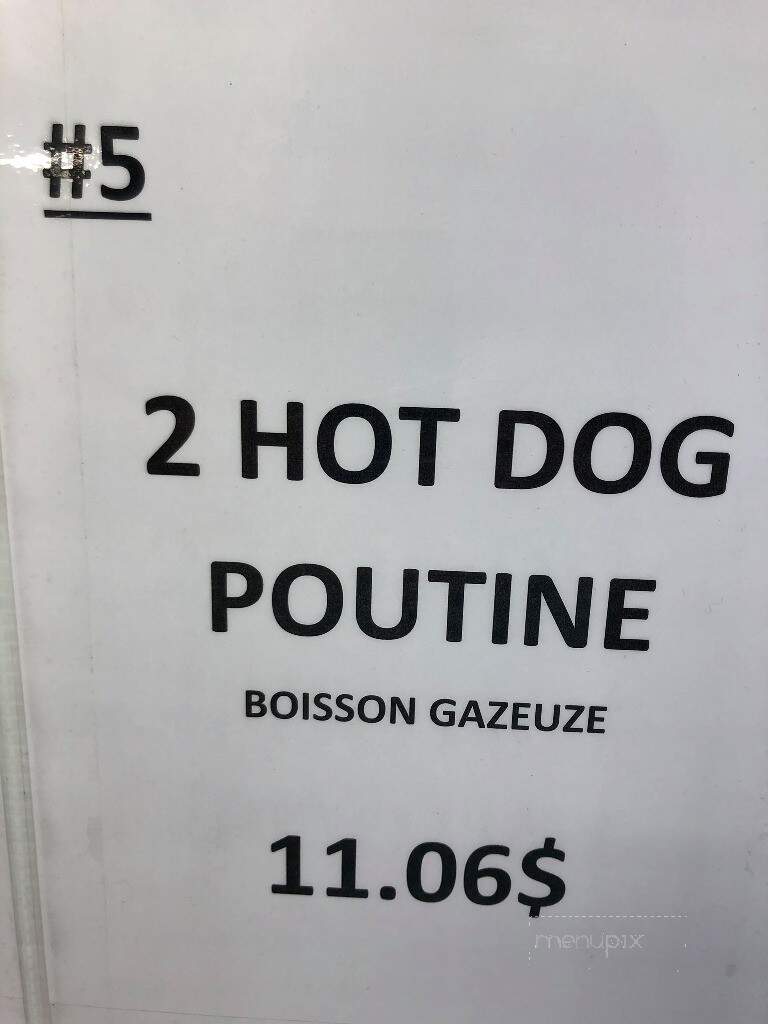 #5
2 HOT DOG
POUTINE
BOISSON GAZEUZE
11.06$
menupix